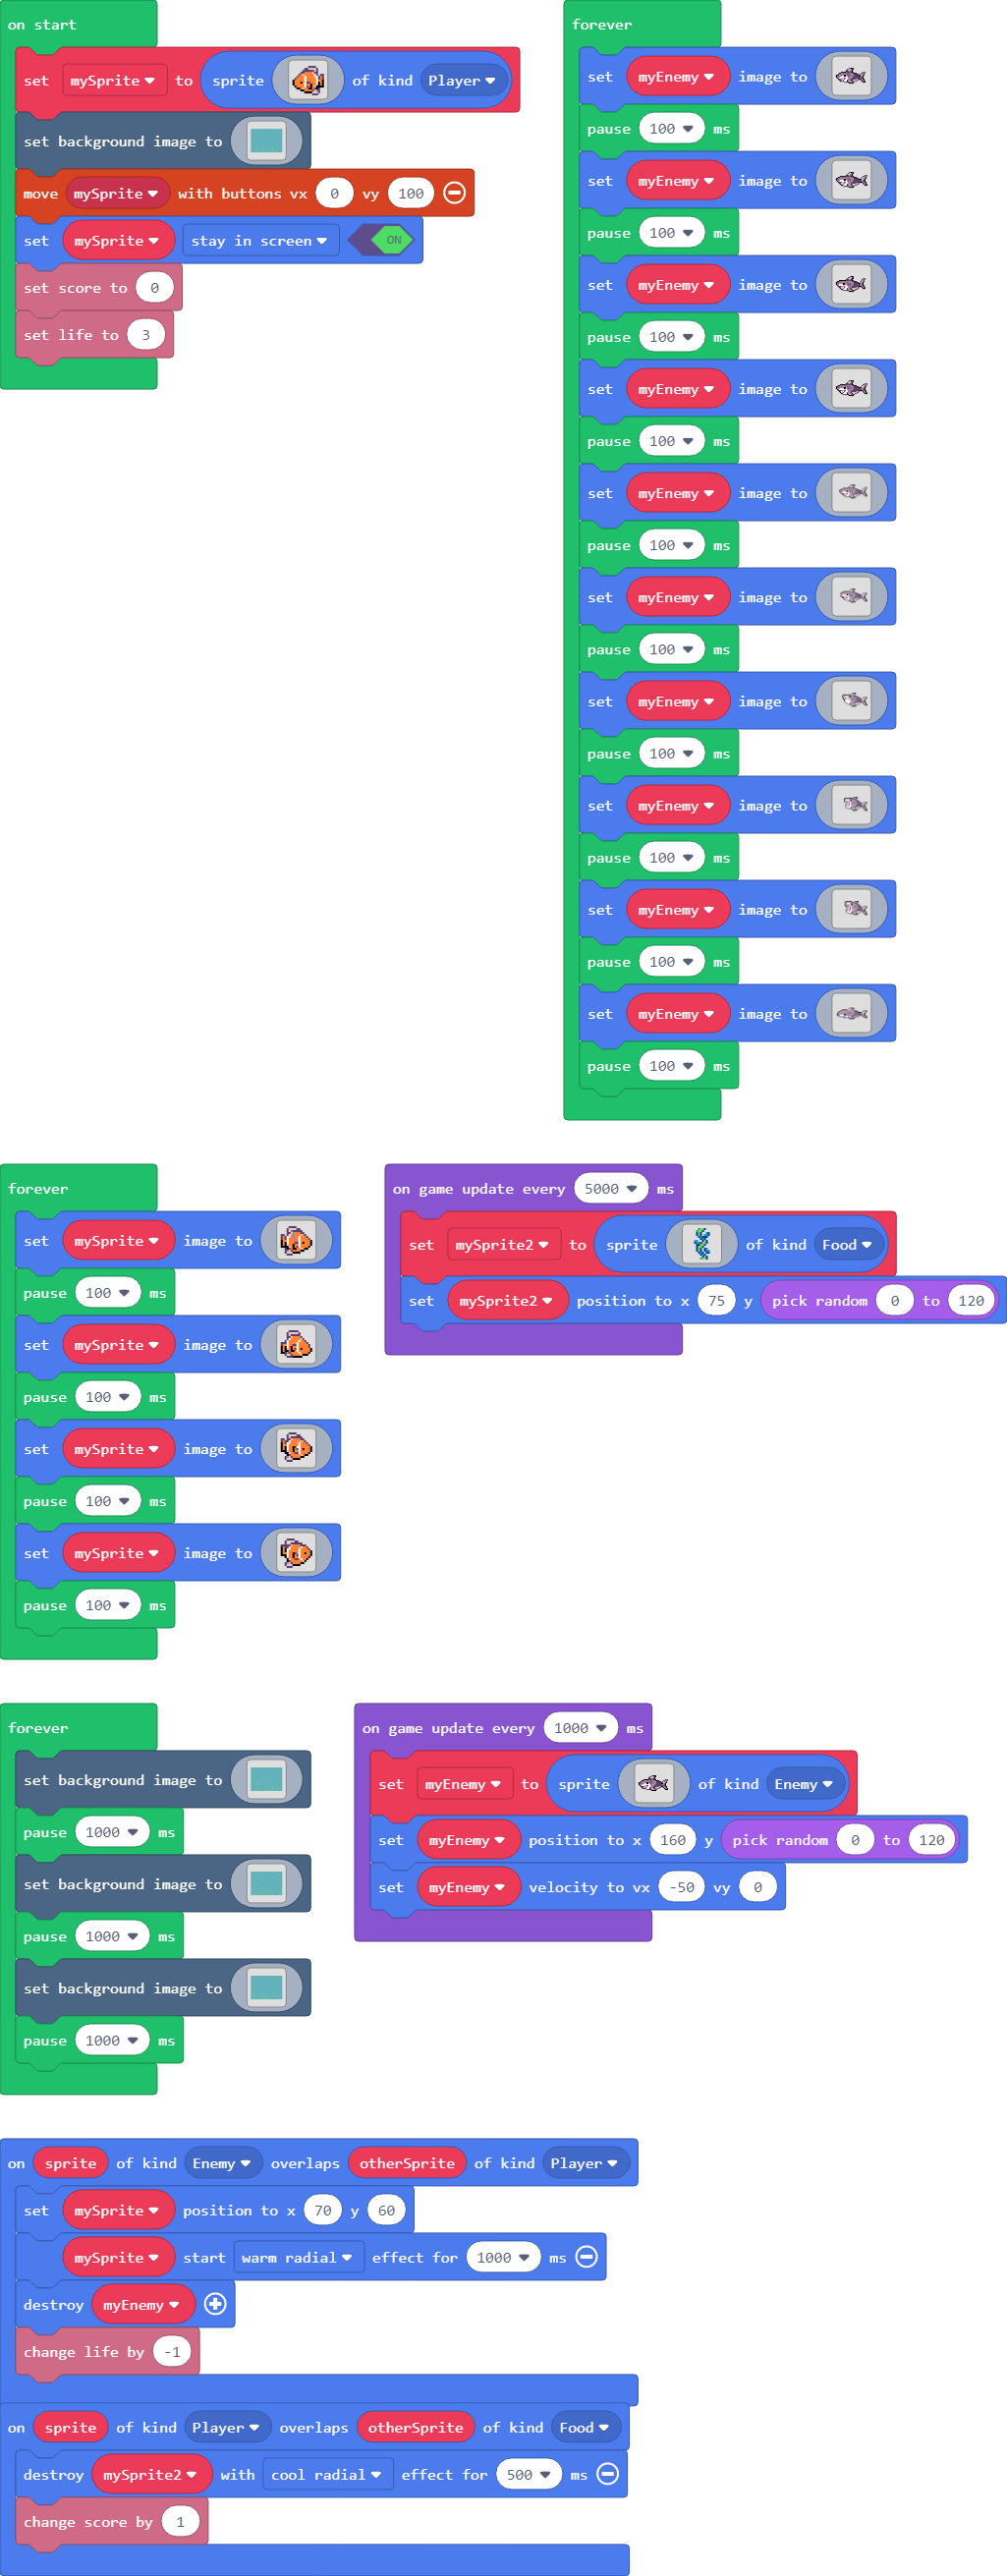 on start
set mySprite to sprite of kind Player
set background image to
move mySprite with buttons vx 0 vy 100
set mySprite stay in screen ON
set score to 0
set life to 3
forever
set myEnemy image to
pause 100 ms
set myEnemy image to
pause 100 ms
set myEnemy image to
pause 100 ms
set myEnemy image to
pause 100 ms
set myEnemy image to
pause 100 ms
set myEnemy image to
pause 100 ms
set myEnemy image to
pause 100 ms
set myEnemy image to
pause 100 ms
set myEnemy image to
pause 100 ms
set myEnemy image to
pause 100 ms
forever
set mySprite image to
pause 100 ms
set mySprite image to
pause 100 ms
set mySprite image to
pause 100 ms
set mySprite image to
pause 100 ms
on game update every 5000 ms
set mySprite2 to sprite of kind Food
set mySprite2 position to x 75 y pick random 0 to 120
forever
set background image to
pause 1000 ms
set background image to
pause 1000 ms
set background image to
pause 1000 ms
on game update every 1000 ms
set myEnemy to sprite of kind Enemy
set myEnemy position to x 160 y pick random 0 to 120
set myEnemy velocity to vx -50 vy 0
on sprite of kind Enemy overlaps otherSprite of kind Player
set mySprite position to x 70 y 60
mySprite start warm radial effect for 1000 ms
destroy myEnemy
change life by -1
on sprite of kind Player overlaps otherSprite of kind Food
destroy mySprite2 with cool radial effect for 500 ms
change score by 1